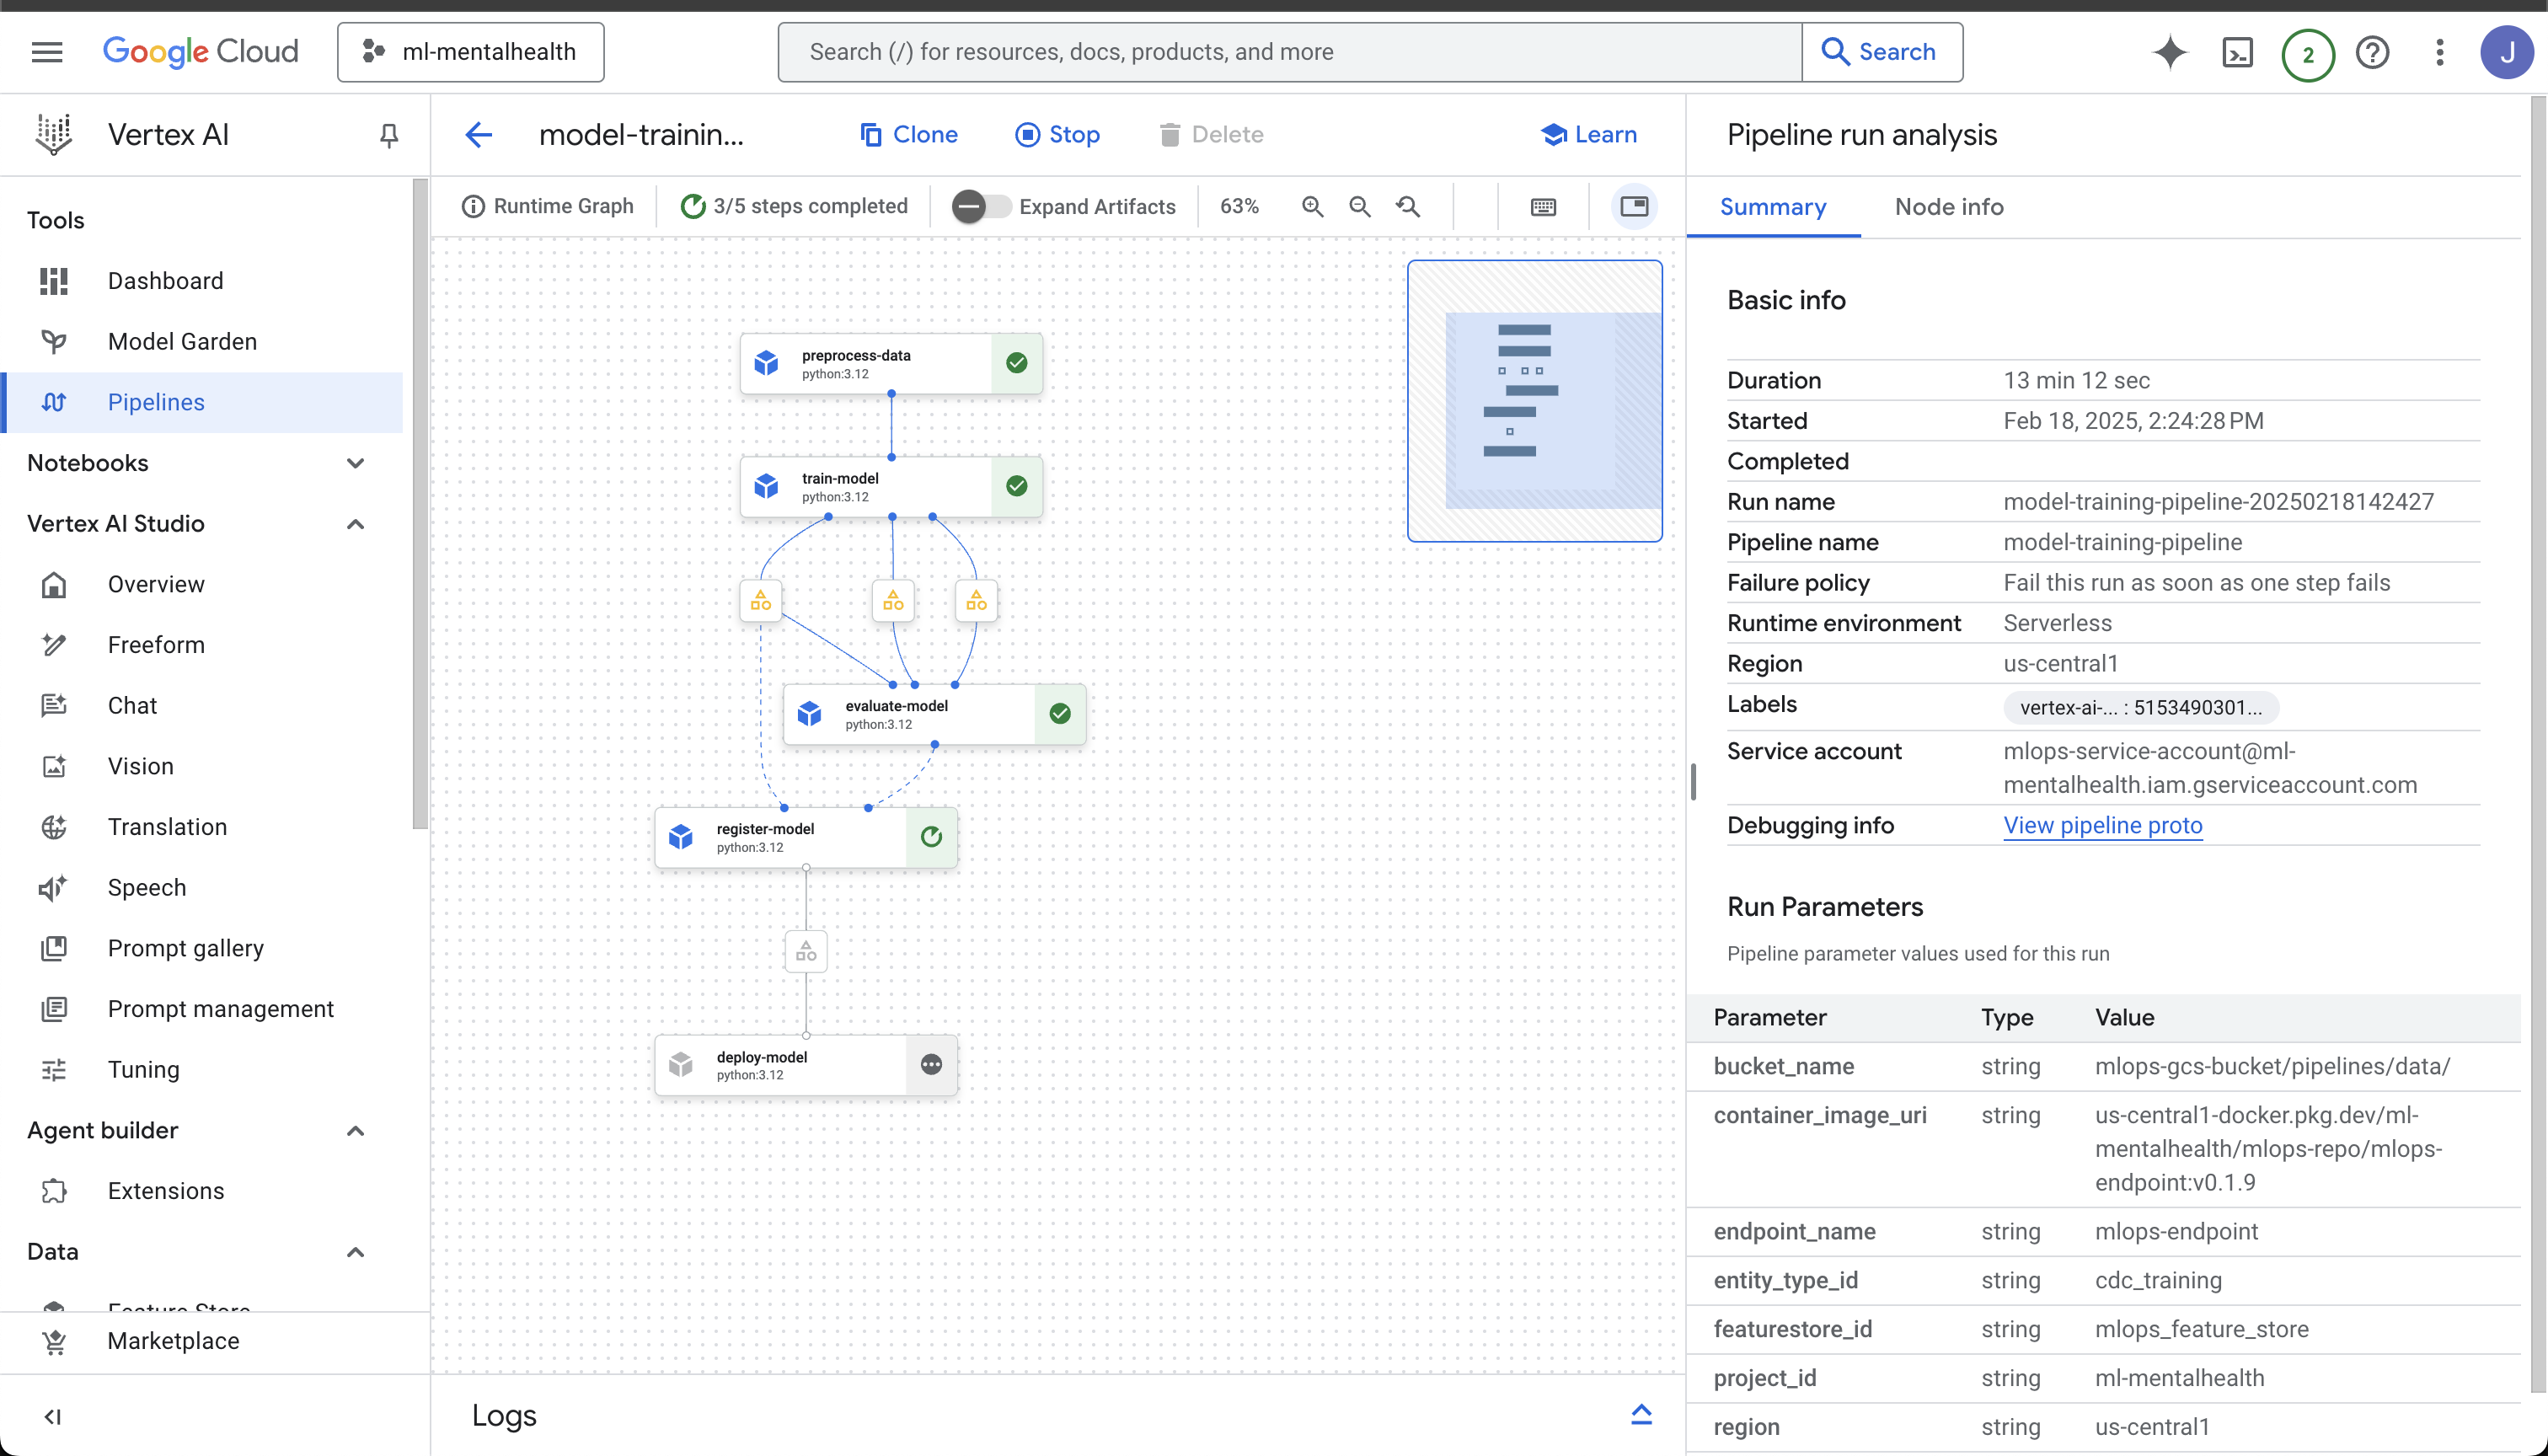 Google Cloud
ml-mentalhealth
Search (/) for resources, docs, products, and more
Search
2
J
Vertex AI
Tools
Dashboard
Model Garden
Pipelines
Notebooks
Vertex AI Studio
Overview
Freeform
Chat
Vision
Translation
Speech
Prompt gallery
Prompt management
Tuning
Agent builder
Extensions
Data
Feature Store
Marketplace
model-trainin...
Clone
Stop
Delete
Learn
Runtime Graph
3/5 steps completed
Expand Artifacts
63%
preprocess-data
python:3.12
train-model
python:3.12
evaluate-model
python:3.12
register-model
python:3.12
deploy-model
python:3.12
Logs
Pipeline run analysis
Summary
Node info
Basic info
Duration 13 min 12 sec
Started Feb 18, 2025, 2:24:28 PM
Completed
Run name model-training-pipeline-20250218142427
Pipeline name model-training-pipeline
Failure policy Fail this run as soon as one step fails
Runtime environment Serverless
Region us-central1
Labels vertex-ai-... : 5153490301...
Service account mlops-service-account@ml-
mentalhealth.iam.gserviceaccount.com
Debugging info View pipeline proto
Run Parameters
Pipeline parameter values used for this run
Parameter Type Value
bucket_name string mlops-gcs-bucket/pipelines/data/
container_image_uri string us-central1-docker.pkg.dev/ml-
mentalhealth/mlops-repo/mlops-
endpoint:v0.1.9
endpoint_name string mlops-endpoint
entity_type_id string cdc_training
featurestore_id string mlops_feature_store
project_id string ml-mentalhealth
region string us-central1